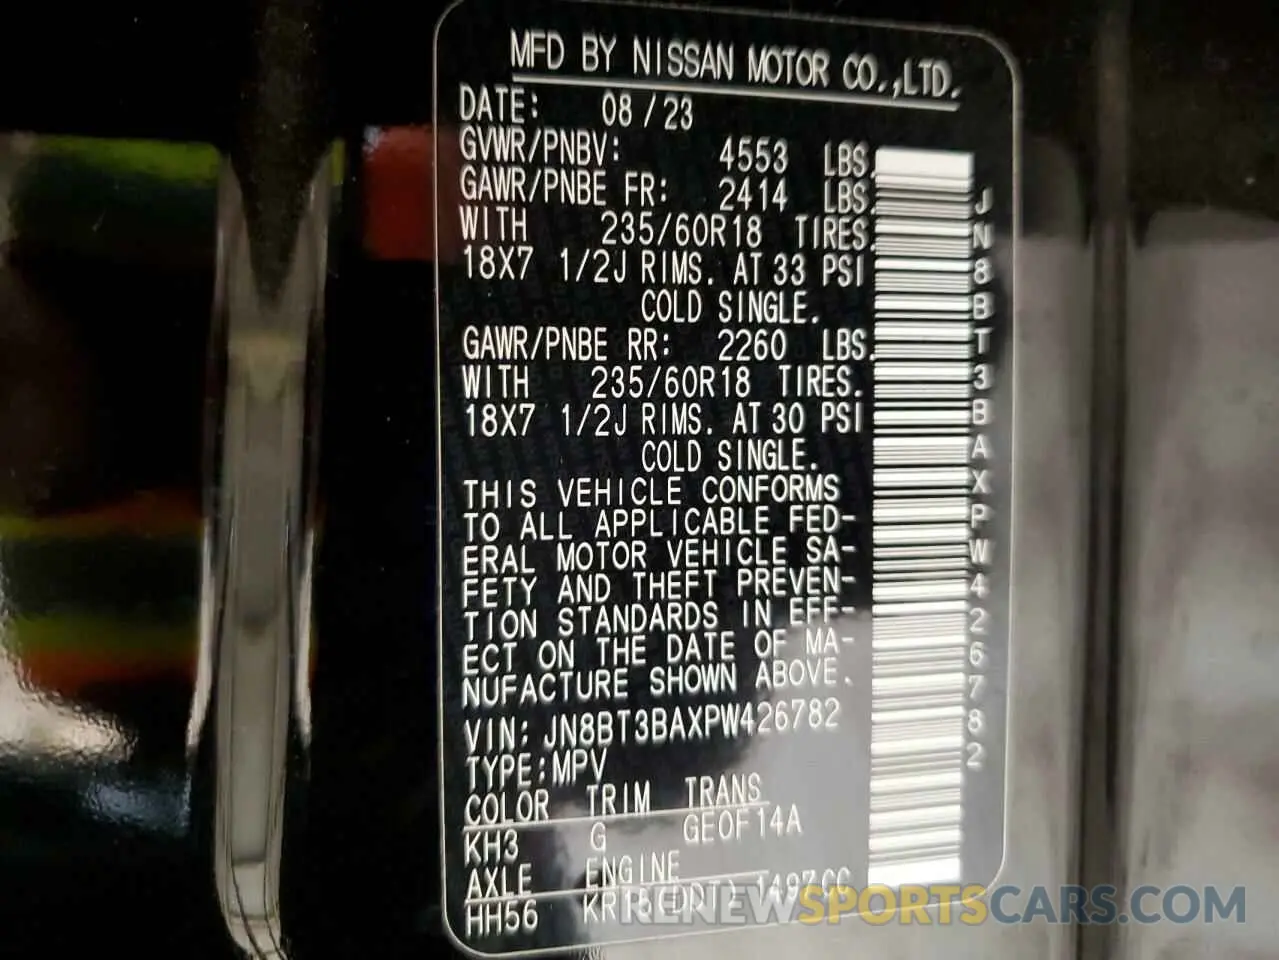 MFD BY NISSAN MOTOR CO.,LTD.
DATE: 08 / 23
GVWR/PNBV: 4553 LBS.
GAWR/PNBE FR: 2414 LBS.
WITH 235/60R18 TIRES.
18X7 1/2J RIMS. AT 33 PSI
COLD SINGLE.
GAWR/PNBE RR: 2260 LBS.
WITH 235/60R18 TIRES.
18X7 1/2J RIMS. AT 30 PSI
COLD SINGLE.
THIS VEHICLE CONFORMS
TO ALL APPLICABLE FED-
ERAL MOTOR VEHICLE SA-
FETY AND THEFT PREVEN-
TION STANDARDS IN EFF-
ECT ON THE DATE OF MA-
NUFACTURE SHOWN ABOVE.
VIN: JN8BT3BAXPW426782
TYPE:MPV
COLOR TRIM TRANS
KH3 G GE0F14A
AXLE ENGINE
HH56 KR15(DDT) 1497CC
JN8BT3BAXPW426782
RENEWSPORTSCARS.COM